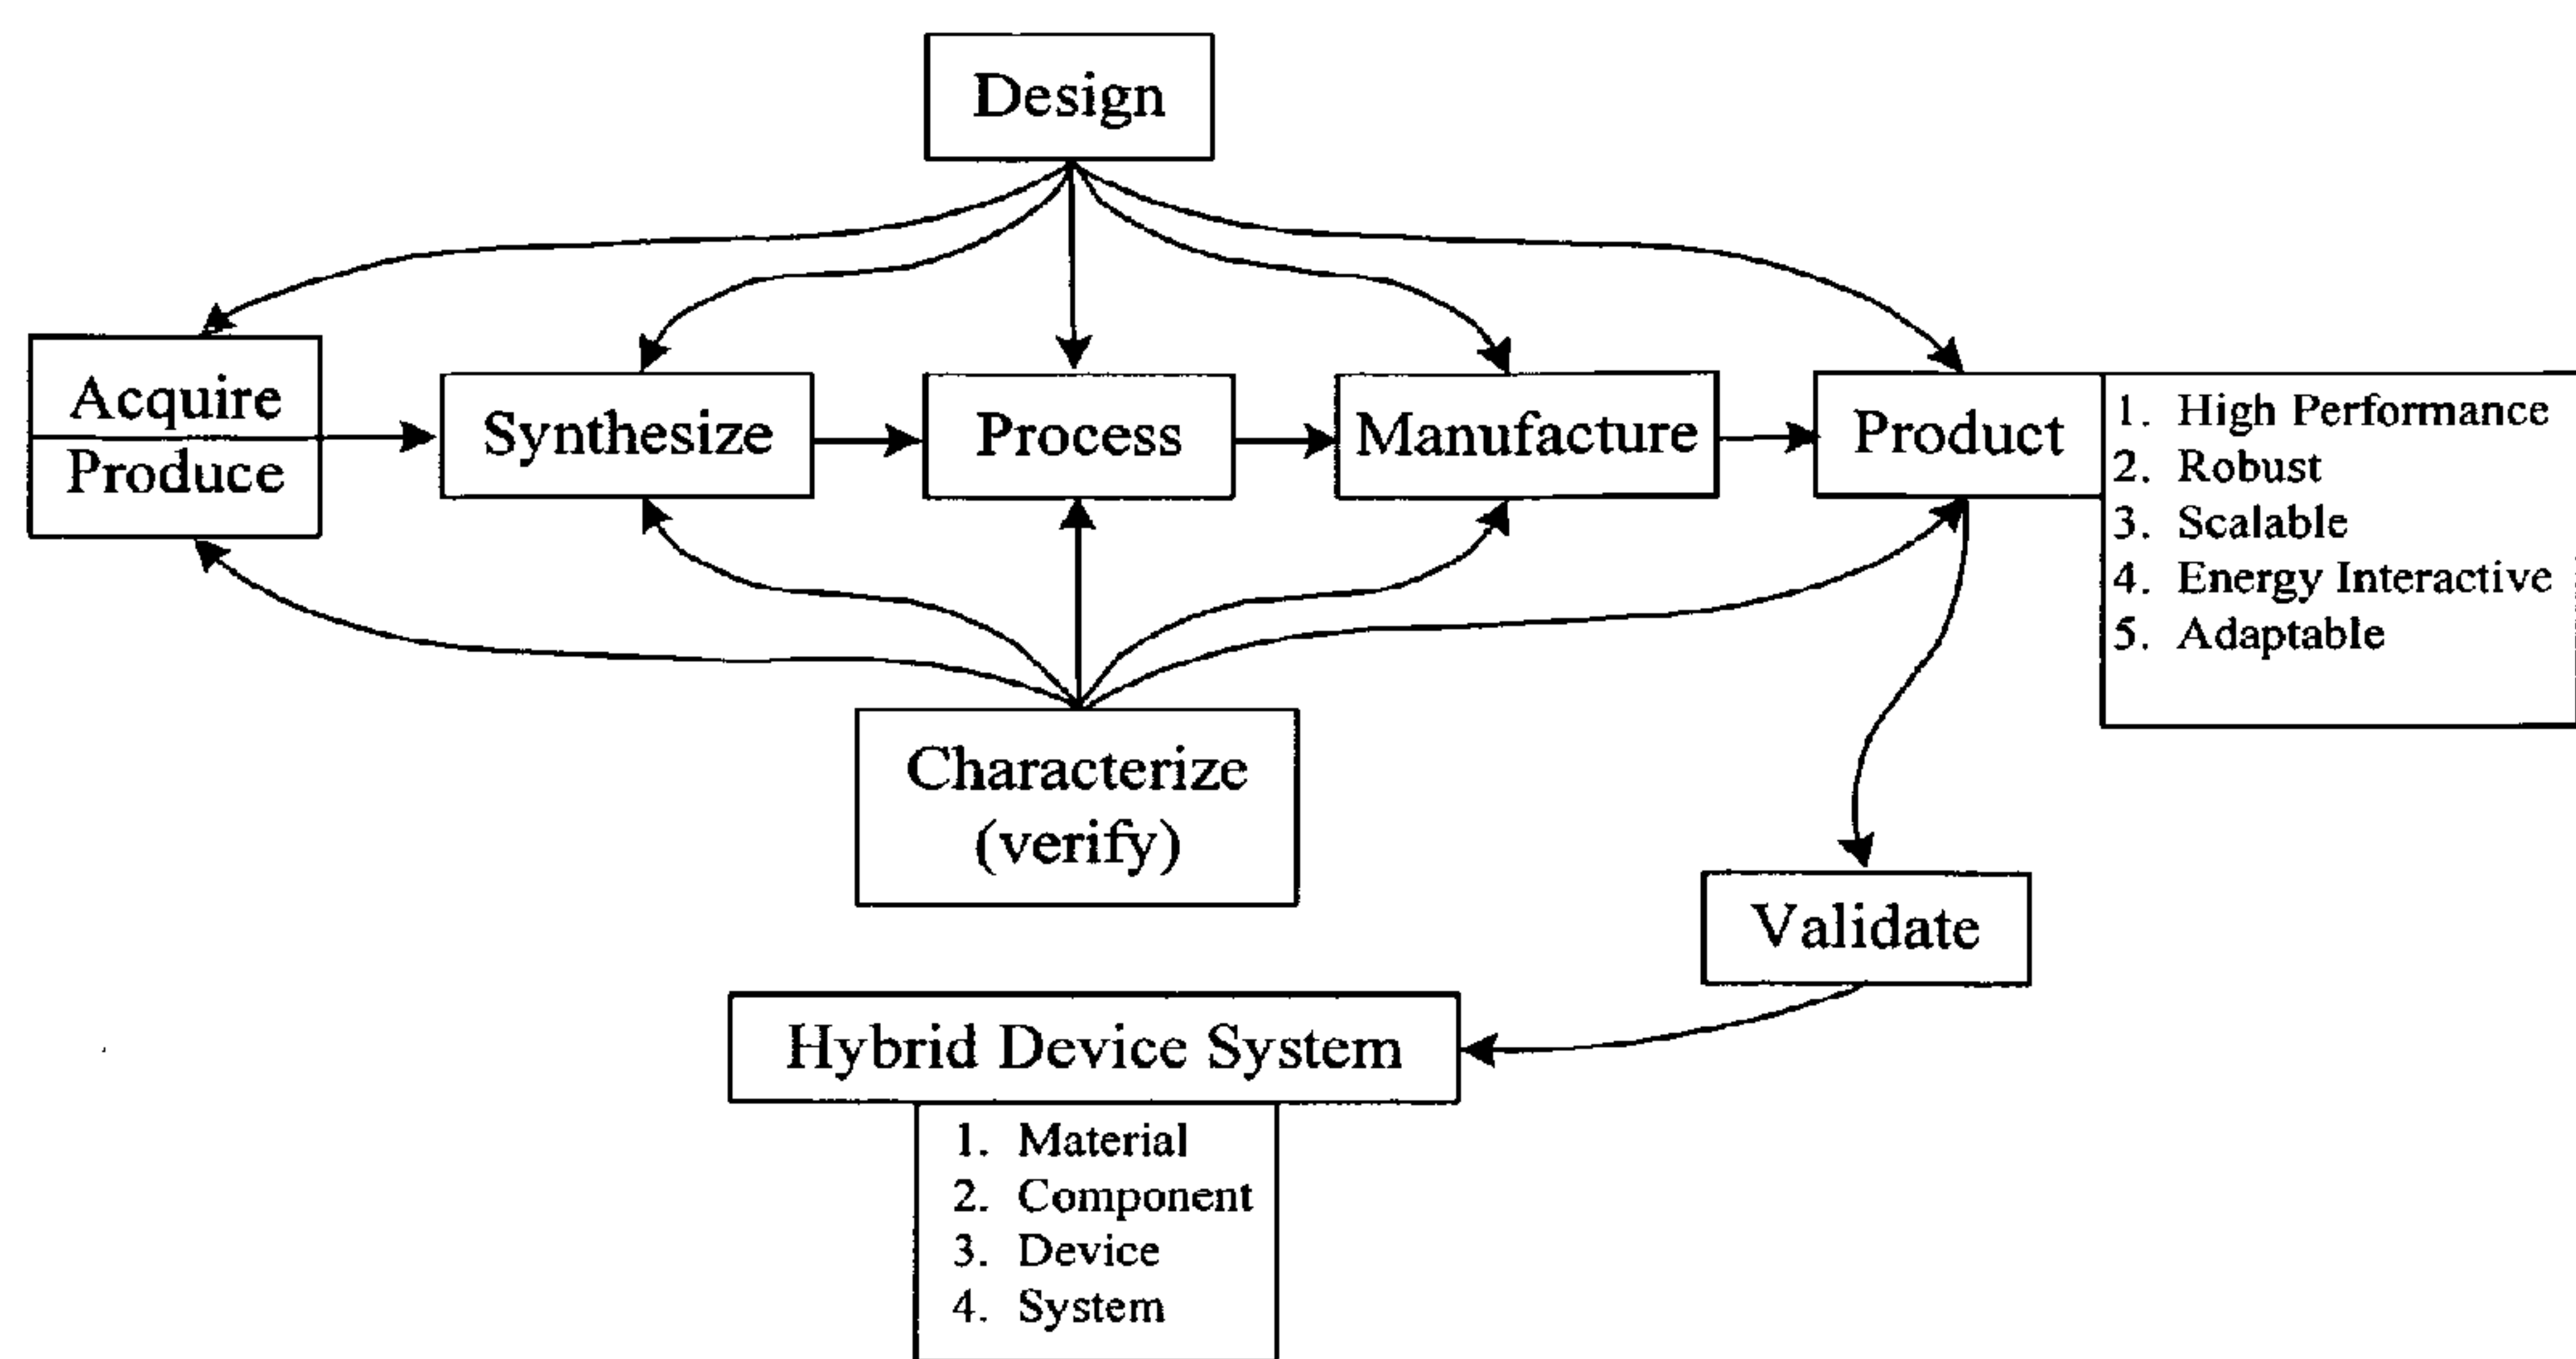 Design
Acquire
Produce
Synthesize
Process
Manufacture
Product
1. High Performance
2. Robust
3. Scalable
4. Energy Interactive
5. Adaptable
Characterize
(verify)
Validate
Hybrid Device System
1. Material
2. Component
3. Device
4. System